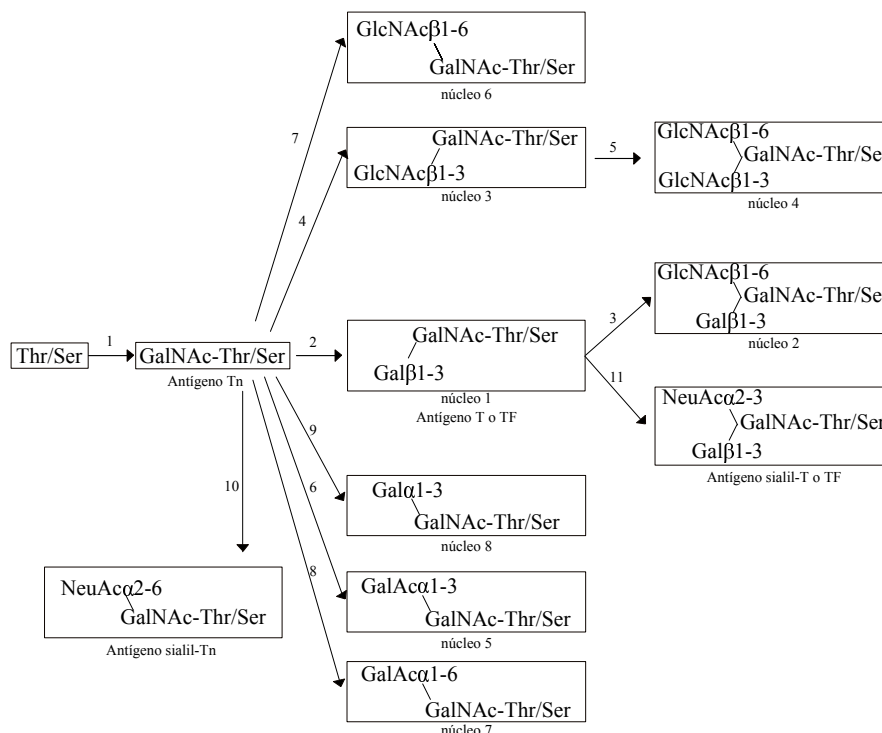 GlcNAcβ1-6
GalNAc-Thr/Ser
núcleo 6
7
GalNAc-Thr/Ser
GlcNAcβ1-3
núcleo 3
4
5
GlcNAcβ1-6
GalNAc-Thr/Ser
GlcNAcβ1-3
núcleo 4
Thr/Ser
1
GalNAc-Thr/Ser
Antígeno Tn
2
GalNAc-Thr/Ser
Galβ1-3
núcleo 1
Antígeno T o TF
3
GlcNAcβ1-6
GalNAc-Thr/Ser
Galβ1-3
núcleo 2
11
NeuAcα2-3
GalNAc-Thr/Ser
Galβ1-3
Antígeno sialil-T o TF
9
Galα1-3
GalNAc-Thr/Ser
núcleo 8
6
GalAcα1-3
GalNAc-Thr/Ser
núcleo 5
8
GalAcα1-6
GalNAc-Thr/Ser
núcleo 7
10
NeuAcα2-6
GalNAc-Thr/Ser
Antígeno sialil-Tn